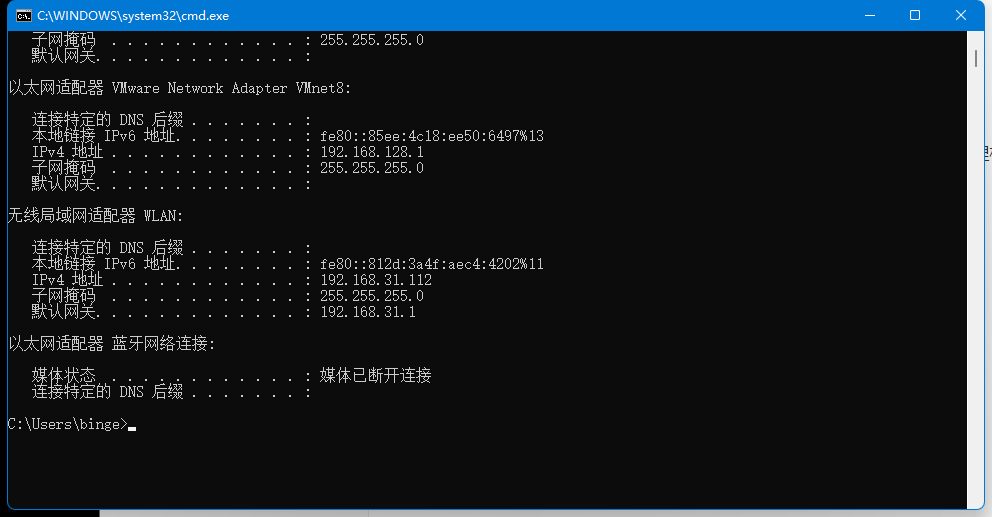 C:\WINDOWS\system32\cmd.exe
子网掩码 . . . . . . . . . . . . : 255.255.255.0
默认网关. . . . . . . . . . . . . :
以太网适配器 VMware Network Adapter VMnet8:
连接特定的 DNS 后缀 . . . . . . . :
本地链接 IPv6 地址. . . . . . . . : fe80::85ee:4c18:ee50:6497%13
IPv4 地址 . . . . . . . . . . . . : 192.168.128.1
子网掩码 . . . . . . . . . . . . : 255.255.255.0
默认网关. . . . . . . . . . . . . :
无线局域网适配器 WLAN:
连接特定的 DNS 后缀 . . . . . . . :
本地链接 IPv6 地址. . . . . . . . : fe80::812d:3a4f:aec4:4202%11
IPv4 地址 . . . . . . . . . . . . : 192.168.31.112
子网掩码 . . . . . . . . . . . . : 255.255.255.0
默认网关. . . . . . . . . . . . . : 192.168.31.1
以太网适配器 蓝牙网络连接:
媒体状态 . . . . . . . . . . . . : 媒体已断开连接
连接特定的 DNS 后缀 . . . . . . . :
C:\Users\binge>